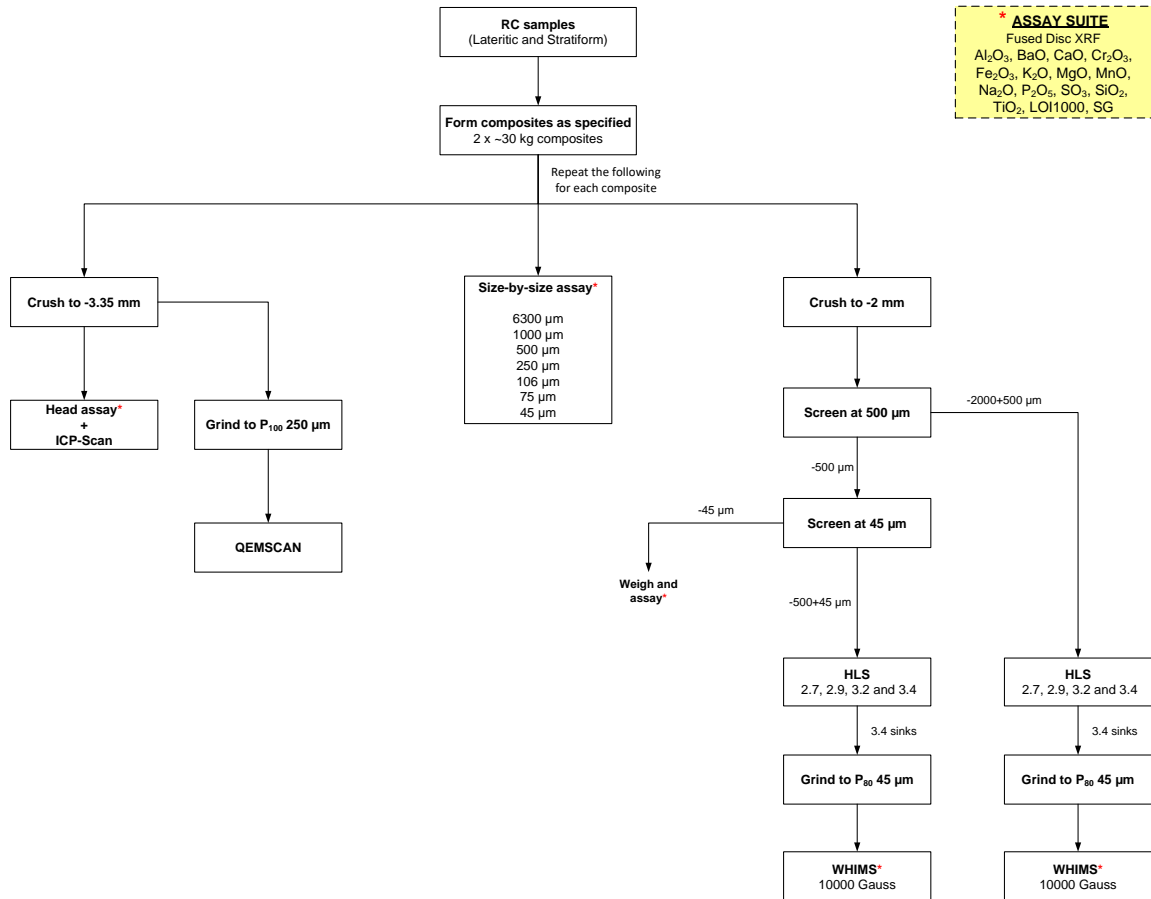 RC samples
(Lateritic and Stratiform)
* ASSAY SUITE
Fused Disc XRF
Al₂O₃, BaO, CaO, Cr₂O₃,
Fe₂O₃, K₂O, MgO, MnO,
Na₂O, P₂O₅, SO₃, SiO₂,
TiO₂, LOI1000, SG
Form composites as specified
2 x ~30 kg composites
Repeat the following
for each composite
Crush to -3.35 mm
Size-by-size assay*
6300 µm
1000 µm
500 µm
250 µm
106 µm
75 µm
45 µm
Crush to -2 mm
Head assay*
+
ICP-Scan
Grind to P₁₀₀ 250 µm
QEMSCAN
Screen at 500 µm
-2000+500 µm
-500 µm
Screen at 45 µm
-45 µm
Weigh and
assay*
-500+45 µm
HLS
2.7, 2.9, 3.2 and 3.4
HLS
2.7, 2.9, 3.2 and 3.4
3.4 sinks
3.4 sinks
Grind to P₈₀ 45 µm
Grind to P₈₀ 45 µm
WHIMS*
10000 Gauss
WHIMS*
10000 Gauss